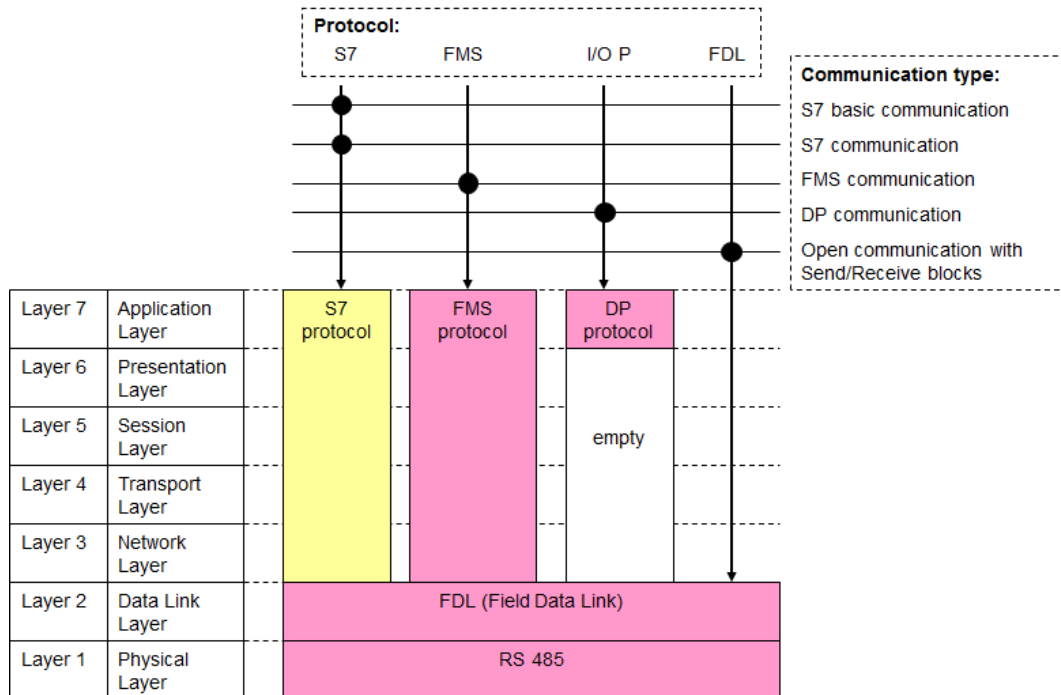 Protocol:
S7 FMS I/O P FDL
Communication type:
S7 basic communication
S7 communication
FMS communication
DP communication
Open communication with
Send/Receive blocks
Layer 7 Application
Layer
S7
protocol
FMS
protocol
DP
protocol
Layer 6 Presentation
Layer
Layer 5 Session
Layer
empty
Layer 4 Transport
Layer
Layer 3 Network
Layer
Layer 2 Data Link
Layer
FDL (Field Data Link)
Layer 1 Physical
Layer
RS 485